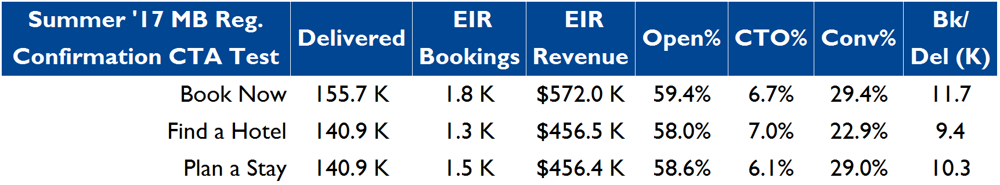 Summer '17 MB Reg. Confirmation CTA Test Delivered EIR Bookings EIR Revenue Open% CTO% Conv% Bk/ Del (K)
Book Now 155.7 K 1.8 K $572.0 K 59.4% 6.7% 29.4% 11.7
Find a Hotel 140.9 K 1.3 K $456.5 K 58.0% 7.0% 22.9% 9.4
Plan a Stay 140.9 K 1.5 K $456.4 K 58.6% 6.1% 29.0% 10.3